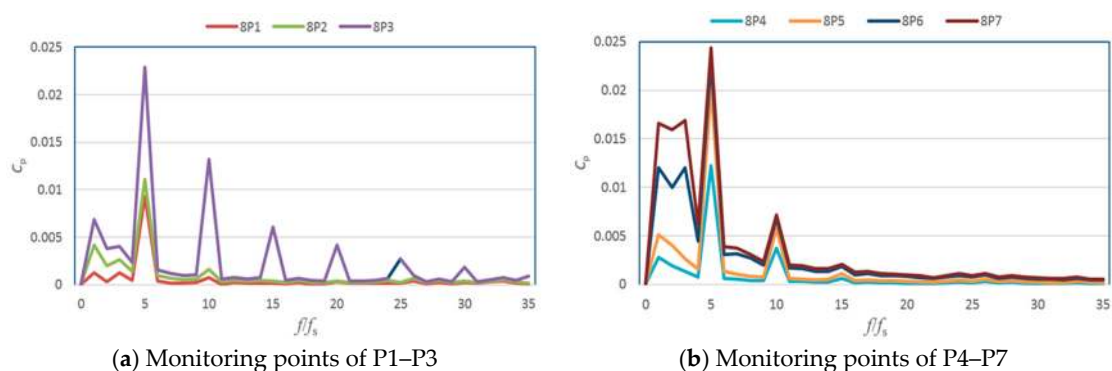 8P1 8P2 8P3
0.025
0.02
0.015
0.01
0.005
0
Cp
0 5 10 15 20 25 30 35
f/fs
(a) Monitoring points of P1–P3
8P4 8P5 8P6 8P7
0.025
0.02
0.015
0.01
0.005
0
Cp
0 5 10 15 20 25 30 35
f/fs
(b) Monitoring points of P4–P7